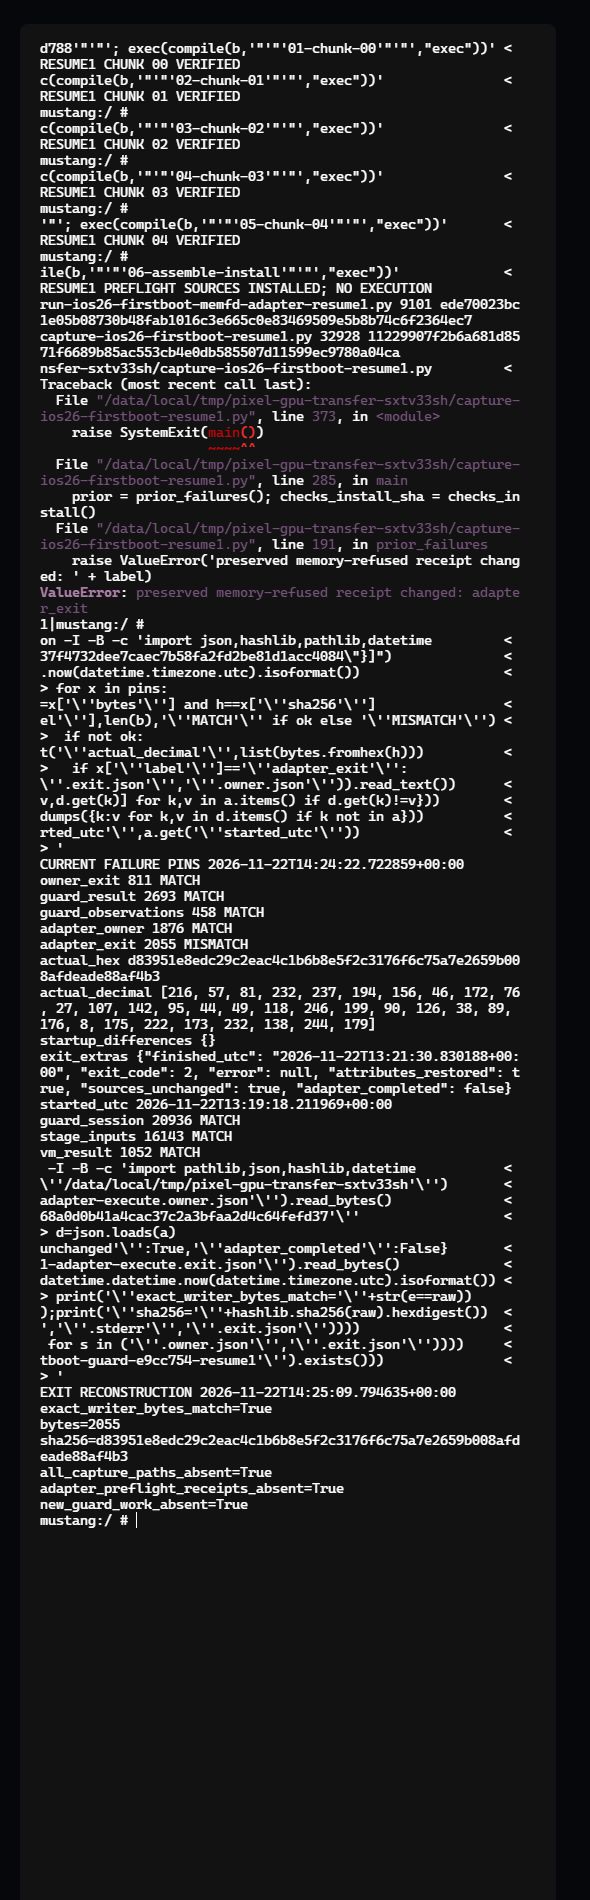 d788'"'"'; exec(compile(b,'"'"'01-chunk-00'"'"',"exec"))' <
RESUME1 CHUNK 00 VERIFIED
c(compile(b,'"'"'02-chunk-01'"'"',"exec"))' <
RESUME1 CHUNK 01 VERIFIED
mustang:/ #
c(compile(b,'"'"'03-chunk-02'"'"',"exec"))' <
RESUME1 CHUNK 02 VERIFIED
mustang:/ #
c(compile(b,'"'"'04-chunk-03'"'"',"exec"))' <
RESUME1 CHUNK 03 VERIFIED
mustang:/ #
'"'; exec(compile(b,'"'"'05-chunk-04'"'"',"exec"))' <
RESUME1 CHUNK 04 VERIFIED
mustang:/ #
ile(b,'"'"'06-assemble-install'"'"',"exec"))' <
RESUME1 PREFLIGHT SOURCES INSTALLED; NO EXECUTION
run-ios26-firstboot-memfd-adapter-resume1.py 9101 ede70023bc
1e05b08730b48fab1016c3e665c0e83469509e5b8b74c6f2364ec7
capture-ios26-firstboot-resume1.py 32928 11229907f2b6a681d85
71f6689b85ac553cb4e0db585507d11599ec9780a04ca
nsfer-sxtv33sh/capture-ios26-firstboot-resume1.py <
Traceback (most recent call last):
  File "/data/local/tmp/pixel-gpu-transfer-sxtv33sh/capture-
ios26-firstboot-resume1.py", line 373, in <module>
    raise SystemExit(main())
                     ~~~~^^
  File "/data/local/tmp/pixel-gpu-transfer-sxtv33sh/capture-
ios26-firstboot-resume1.py", line 285, in main
    prior = prior_failures(); checks_install_sha = checks_in
stall()
  File "/data/local/tmp/pixel-gpu-transfer-sxtv33sh/capture-
ios26-firstboot-resume1.py", line 191, in prior_failures
    raise ValueError('preserved memory-refused receipt chang
ed: ' + label)
ValueError: preserved memory-refused receipt changed: adapte
r_exit
1|mustang:/ #
on -I -B -c 'import json,hashlib,pathlib,datetime <
37f4732dee7caec7b58fa2fd2be81d1acc4084\"}]") <
.now(datetime.timezone.utc).isoformat()) <
> for x in pins:
=x['\''bytes'\''] and h==x['\''sha256'\''] <
el'\''],len(b),'\''MATCH'\'' if ok else '\''MISMATCH'\'') <
>  if not ok:
t('\''actual_decimal'\'',list(bytes.fromhex(h))) <
>   if x['\''label'\'']=='\''adapter_exit'\'':
\''.exit.json'\'','\''.owner.json'\'')).read_text()) <
v,d.get(k)] for k,v in a.items() if d.get(k)!=v})) <
dumps({k:v for k,v in d.items() if k not in a})) <
rted_utc'\'',a.get('\''started_utc'\'')) <
> '
CURRENT FAILURE PINS 2026-11-22T14:24:22.722859+00:00
owner_exit 811 MATCH
guard_result 2693 MATCH
guard_observations 458 MATCH
adapter_owner 1876 MATCH
adapter_exit 2055 MISMATCH
actual_hex d83951e8edc29c2eac4c1b6b8e5f2c3176f6c75a7e2659b00
8afdeade88af4b3
actual_decimal [216, 57, 81, 232, 237, 194, 156, 46, 172, 76
, 27, 107, 142, 95, 44, 49, 118, 246, 199, 90, 126, 38, 89,
176, 8, 175, 222, 173, 232, 138, 244, 179]
startup_differences {}
exit_extras {"finished_utc": "2026-11-22T13:21:30.830188+00:
00", "exit_code": 2, "error": null, "attributes_restored": t
rue, "sources_unchanged": true, "adapter_completed": false}
started_utc 2026-11-22T13:19:18.211969+00:00
guard_session 20936 MATCH
stage_inputs 16143 MATCH
vm_result 1052 MATCH
 -I -B -c 'import pathlib,json,hashlib,datetime <
\''/data/local/tmp/pixel-gpu-transfer-sxtv33sh'\'') <
adapter-execute.owner.json'\'').read_bytes() <
68a0d0b41a4cac37c2a3bfaa2d4c64fefd37'\'' <
> d=json.loads(a)
unchanged'\'':True,'\''adapter_completed'\'':False} <
1-adapter-execute.exit.json'\'').read_bytes() <
datetime.datetime.now(datetime.timezone.utc).isoformat()) <
> print('\''exact_writer_bytes_match='\''+str(e==raw))
);print('\''sha256='\''+hashlib.sha256(raw).hexdigest()) <
','\''.stderr'\'','\''.exit.json'\'')))) <
 for s in ('\''.owner.json'\'','\''.exit.json'\'')))) <
tboot-guard-e9cc754-resume1'\'').exists())) <
> '
EXIT RECONSTRUCTION 2026-11-22T14:25:09.794635+00:00
exact_writer_bytes_match=True
bytes=2055
sha256=d83951e8edc29c2eac4c1b6b8e5f2c3176f6c75a7e2659b008afd
eade88af4b3
all_capture_paths_absent=True
adapter_preflight_receipts_absent=True
new_guard_work_absent=True
mustang:/ #